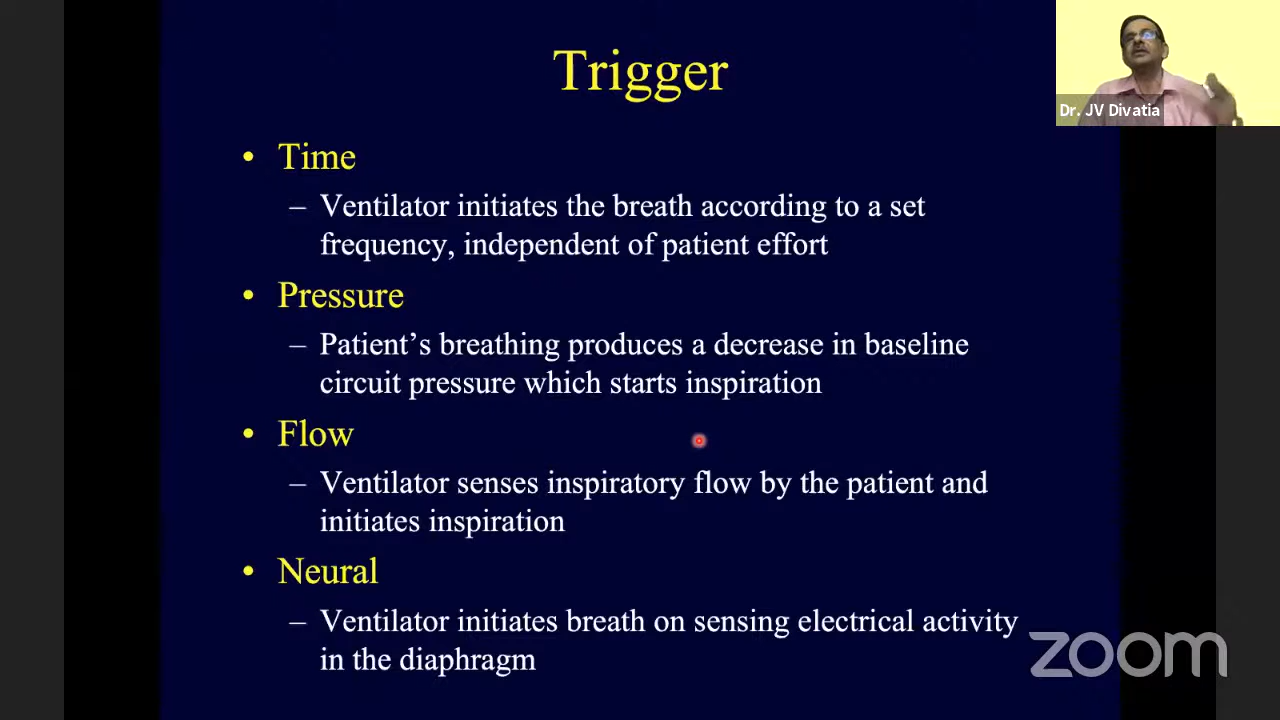 Trigger
Dr. JV Divatia
• Time
– Ventilator initiates the breath according to a set
frequency, independent of patient effort
• Pressure
– Patient’s breathing produces a decrease in baseline
circuit pressure which starts inspiration
• Flow
– Ventilator senses inspiratory flow by the patient and
initiates inspiration
• Neural
– Ventilator initiates breath on sensing electrical activity
in the diaphragm
zoom